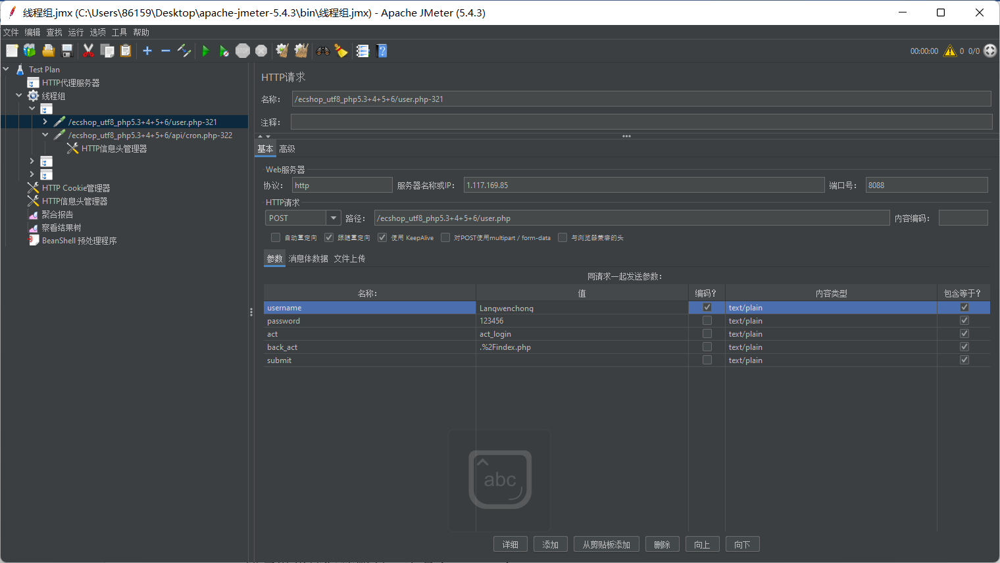 线程组.jmx (C:\Users\86159\Desktop\apache-jmeter-5.4.3\bin\线程组.jmx) - Apache JMeter (5.4.3)
文件 编辑 查找 运行 选项 工具 帮助
STOP
00:00:00 0 0/0
Test Plan
HTTP代理服务器
线程组
/ecshop_utf8_php5.3+4+5+6/user.php-321
/ecshop_utf8_php5.3+4+5+6/api/cron.php-322
HTTP信息头管理器
HTTP Cookie管理器
HTTP信息头管理器
聚合报告
察看结果树
BeanShell 预处理程序
HTTP请求
名称： /ecshop_utf8_php5.3+4+5+6/user.php-321
注释：
基本 高级
Web服务器
协议： http 服务器名称或IP： 1.117.169.85 端口号： 8088
HTTP请求
POST 路径： /ecshop_utf8_php5.3+4+5+6/user.php 内容编码：
自动重定向 跟随重定向 使用 KeepAlive 对POST使用multipart / form-data 与浏览器兼容的头
参数 消息体数据 文件上传
同请求一起发送参数：
名称： 值 编码？ 内容类型 包含等于？
username Langwenchong text/plain
password 123456 text/plain
act act_login text/plain
back_act .%2Findex.php text/plain
submit text/plain
abc
详细 添加 从剪贴板添加 删除 向上 向下